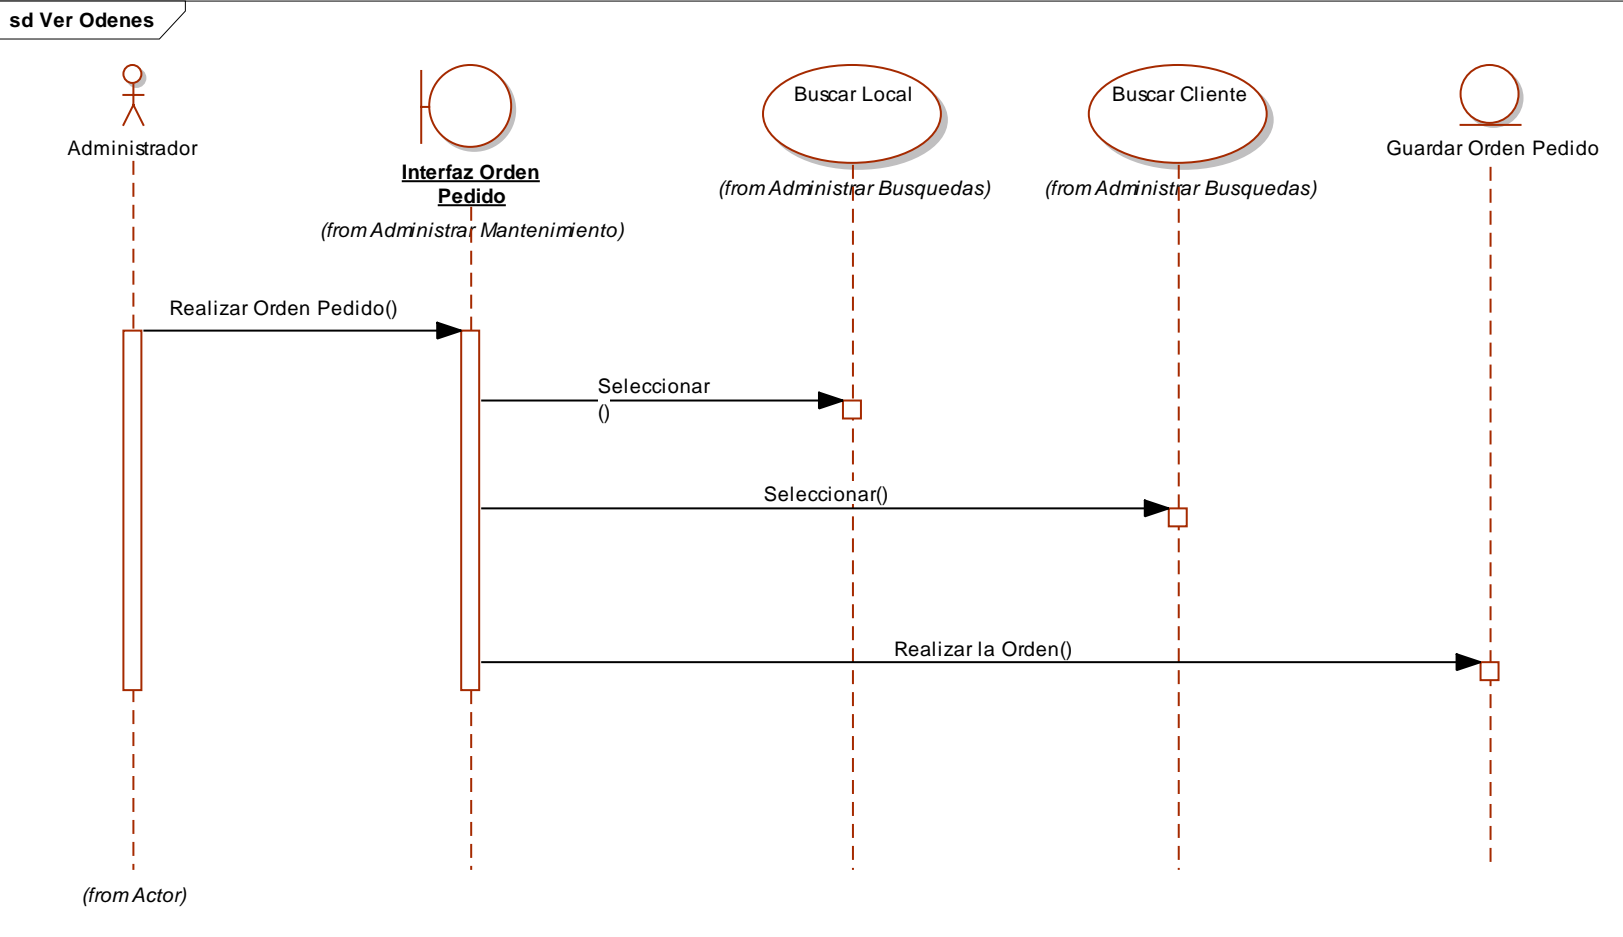 sd Ver Odenes
Administrador
Interfaz Orden
Pedido
(from Administrar Mantenimiento)
Buscar Local
(from Administrar Busquedas)
Buscar Cliente
(from Administrar Busquedas)
Guardar Orden Pedido
Realizar Orden Pedido()
Seleccionar
()
Seleccionar()
Realizar la Orden()
(from Actor)